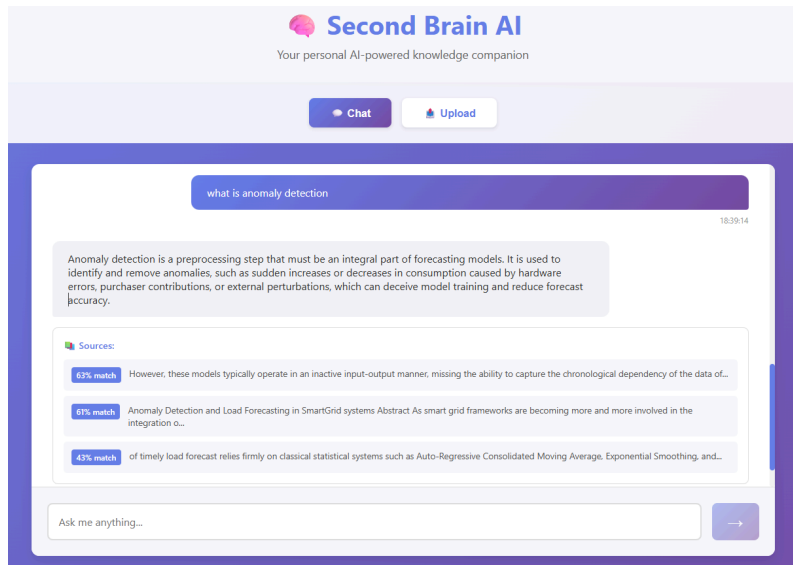 Second Brain AI
Your personal AI-powered knowledge companion
Chat
Upload
what is anomaly detection
18:39:14
Anomaly detection is a preprocessing step that must be an integral part of forecasting models. It is used to
identify and remove anomalies, such as sudden increases or decreases in consumption caused by hardware
errors, purchaser contributions, or external perturbations, which can deceive model training and reduce forecast
accuracy.
Sources:
63% match However, these models typically operate in an inactive input-output manner, missing the ability to capture the chronological dependency of the data of...
61% match Anomaly Detection and Load Forecasting in SmartGrid systems Abstract As smart grid frameworks are becoming more and more involved in the
integration o...
43% match of timely load forecast relies firmly on classical statistical systems such as Auto-Regressive Consolidated Moving Average, Exponential Smoothing, and...
Ask me anything...
→